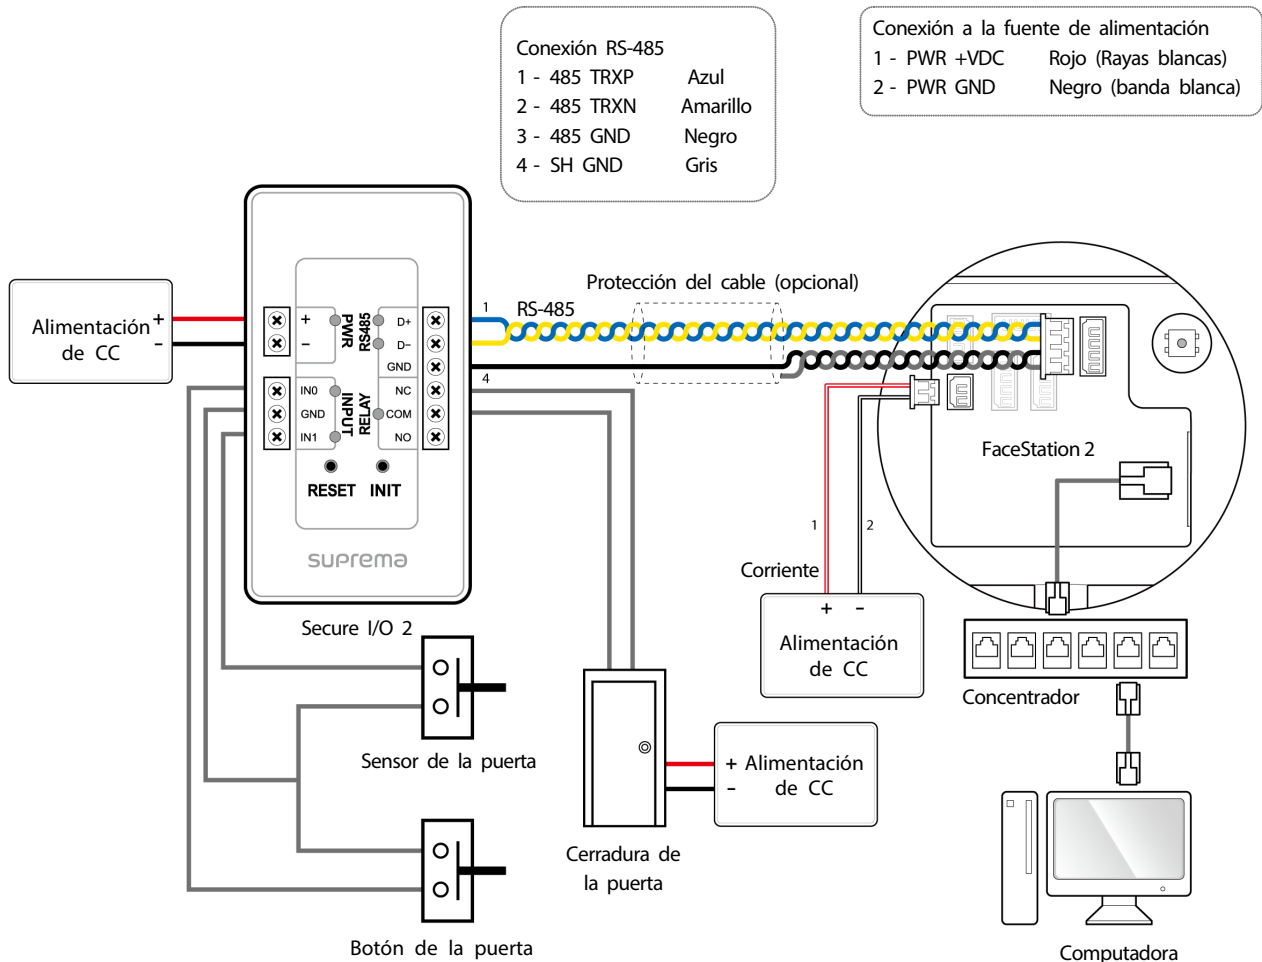 Conexión RS-485
1 - 485 TRXP Azul
2 - 485 TRXN Amarillo
3 - 485 GND Negro
4 - SH GND Gris
Conexión a la fuente de alimentación
1 - PWR +VDC Rojo (Rayas blancas)
2 - PWR GND Negro (banda blanca)
Protección del cable (opcional)
1
RS-485
4
Alimentación
de CC
+
-
+
-
PWR
RS485
D+
D-
GND
IN0
GND
IN1
INPUT
RELAY
NC
COM
NO
RESET INIT
suprema
Secure I/O 2
FaceStation 2
1
2
Corriente
+ -
Alimentación
de CC
Concentrador
Sensor de la puerta
+ Alimentación
- de CC
Cerradura de
la puerta
Botón de la puerta
Computadora